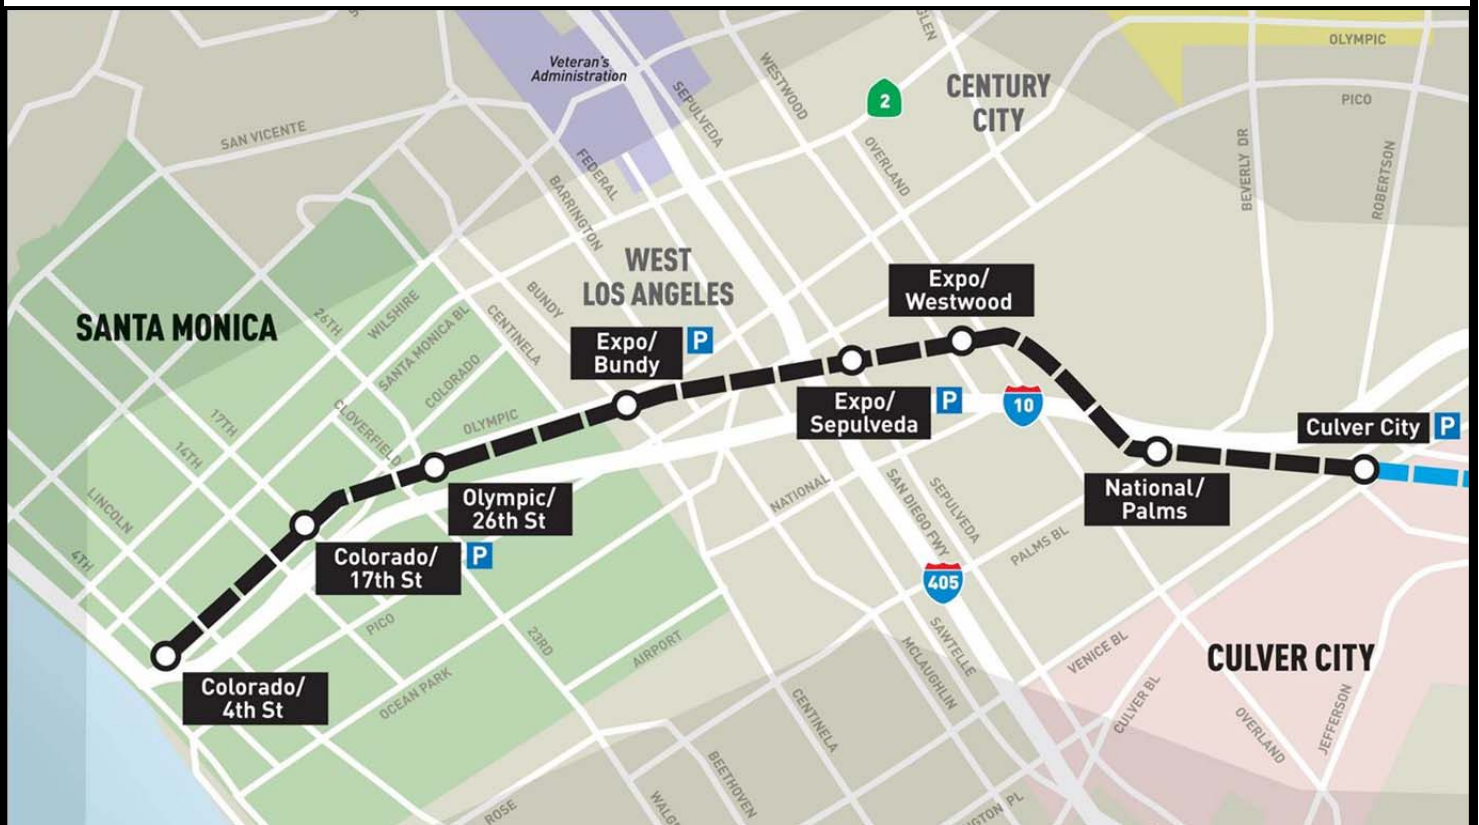 Veteran's
Administration
SEPULVEDA
WESTWOOD
2
CENTURY
CITY
OLYMPIC
PICO
SAN VICENTE
FEDERAL
BARRINGTON
OVERLAND
BEVERLY DR
ROBERTSON
WEST
LOS ANGELES
Expo/
Westwood
SANTA MONICA
26TH
WILSHIRE
SANTA MONICA BL
COLORADO
CENTINELA
BUNDY
Expo/
Bundy
P
Expo/
Sepulveda
P
10
Culver City
P
17TH
14TH
LINCOLN
4TH
CLOVERFIELD
OLYMPIC
Olympic/
26th St
Colorado/
17th St
P
NATIONAL
SAN DIEGO FWY
SEPULVEDA
National/
Palms
PALMS BL
405
PICO
23RD
AIRPORT
OCEAN PARK
Colorado/
4th St
SAWTELLE
MCLAUGHLIN
VENICE BL
CULVER CITY
CULVER BL
OVERLAND
JEFFERSON
CENTINELA
BEETHOVEN
ROSE